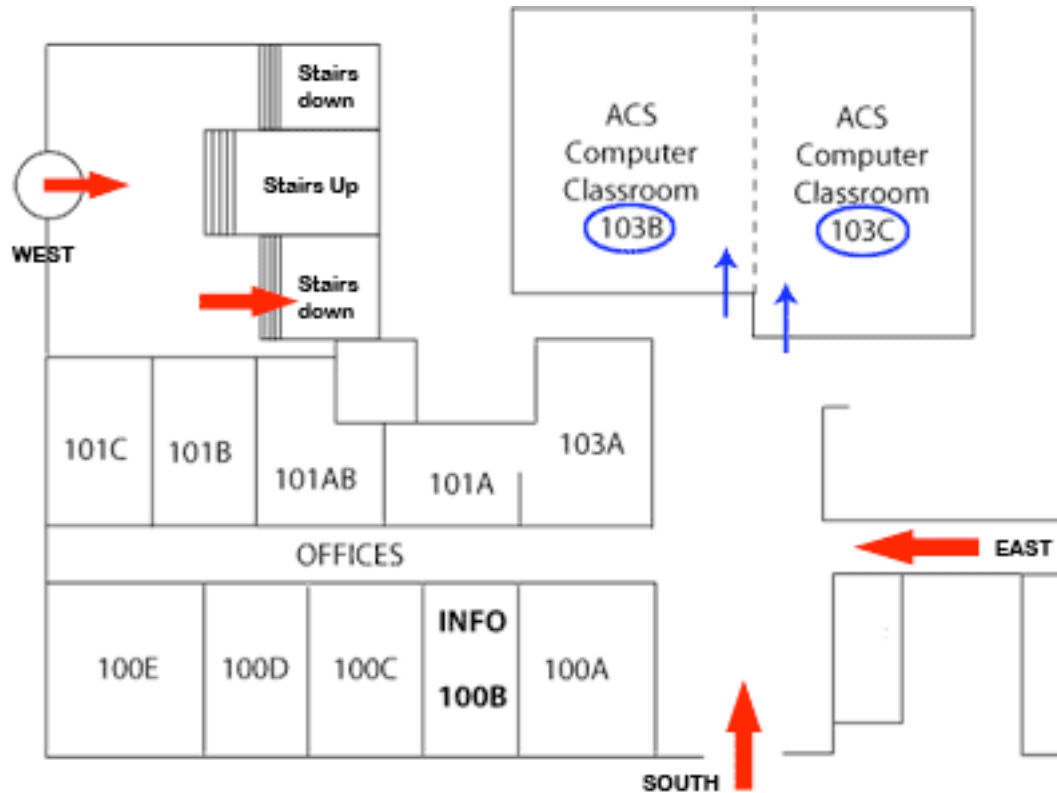 Stairs
down
Stairs Up
Stairs
down
WEST
ACS
Computer
Classroom
103B
ACS
Computer
Classroom
103C
101C
101B
101AB
101A
103A
OFFICES
EAST
100E
100D
100C
INFO
100B
100A
SOUTH